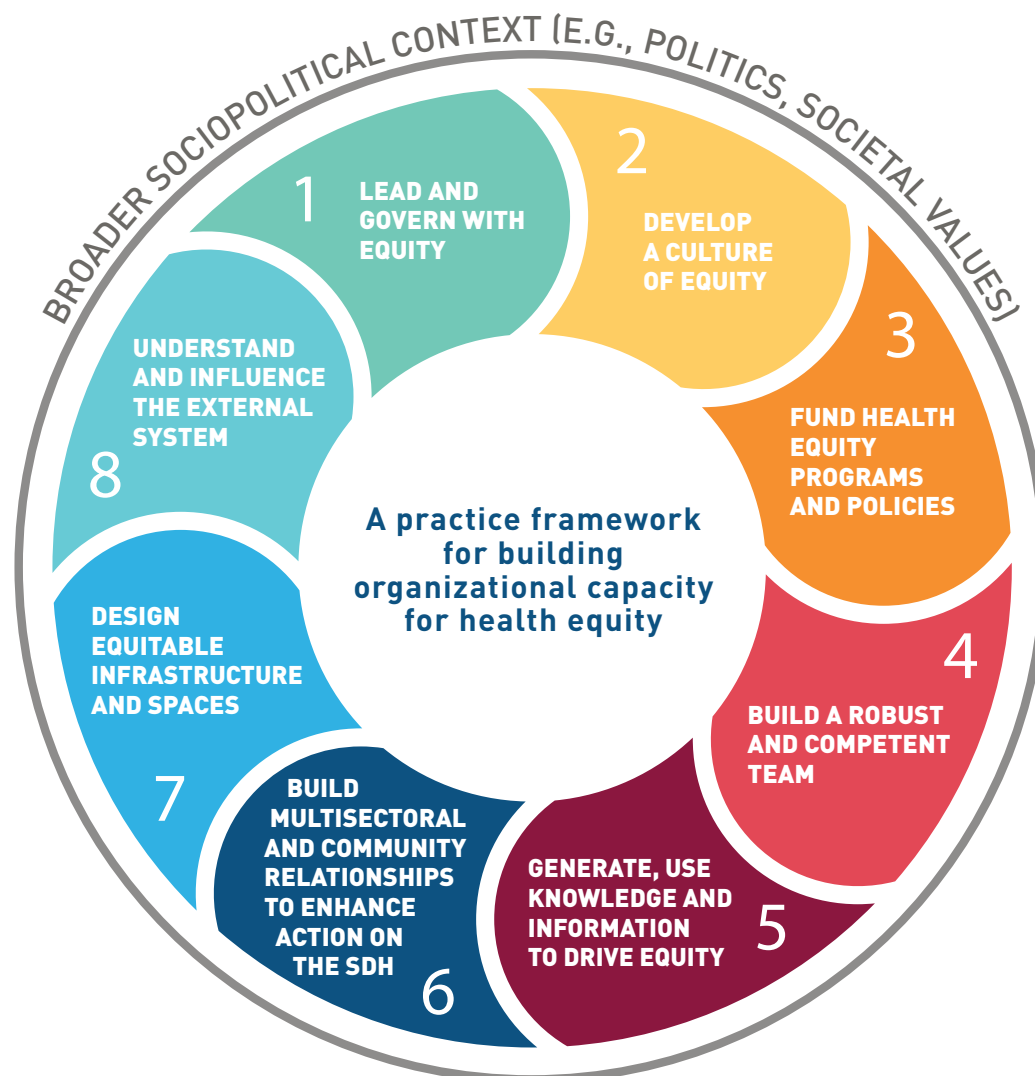 BROADER SOCIOPOLITICAL CONTEXT (E.G., POLITICS, SOCIETAL VALUES)
1
LEAD AND
GOVERN WITH
EQUITY
2
DEVELOP
A CULTURE
OF EQUITY
3
FUND HEALTH
EQUITY
PROGRAMS
AND POLICIES
4
BUILD A ROBUST
AND COMPETENT
TEAM
GENERATE, USE
KNOWLEDGE AND
INFORMATION
TO DRIVE EQUITY
5
BUILD
MULTISECTORAL
AND COMMUNITY
RELATIONSHIPS
TO ENHANCE
ACTION ON
THE SDH
6
DESIGN
EQUITABLE
INFRASTRUCTURE
AND SPACES
7
UNDERSTAND
AND INFLUENCE
THE EXTERNAL
SYSTEM
8
A practice framework
for building
organizational capacity
for health equity